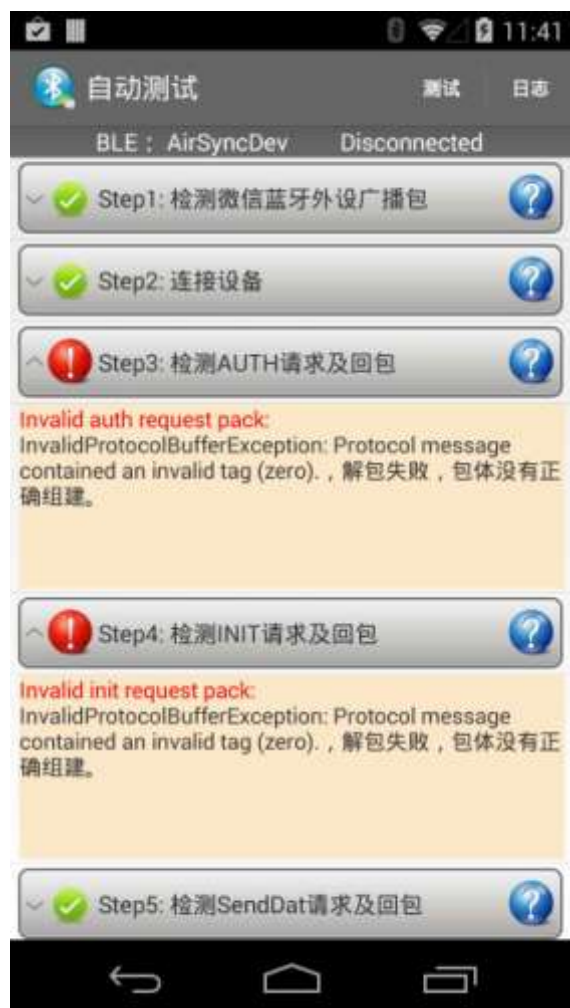 11:41
自动测试 测试 日志
BLE： AirSyncDev Disconnected
Step1: 检测微信蓝牙外设广播包
Step2: 连接设备
Step3: 检测AUTH请求及回包
Invalid auth request pack:
InvalidProtocolBufferException: Protocol message
contained an invalid tag (zero).，解包失败，包体没有正
确组建。
Step4: 检测INIT请求及回包
Invalid init request pack:
InvalidProtocolBufferException: Protocol message
contained an invalid tag (zero).，解包失败，包体没有正
确组建。
Step5: 检测SendDat请求及回包